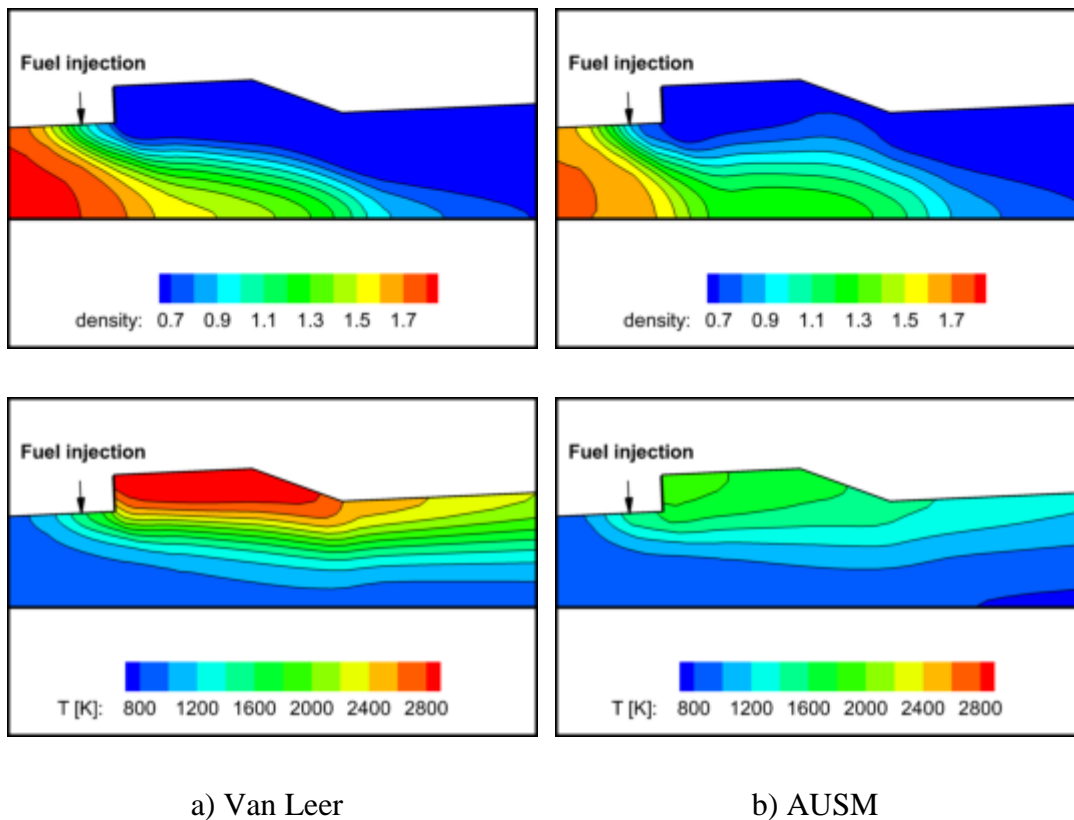 Fuel injection
Fuel injection
density: 0.7 0.9 1.1 1.3 1.5 1.7
density: 0.7 0.9 1.1 1.3 1.5 1.7
Fuel injection
Fuel injection
T [K]: 800 1200 1600 2000 2400 2800
T [K]: 800 1200 1600 2000 2400 2800
a) Van Leer
b) AUSM